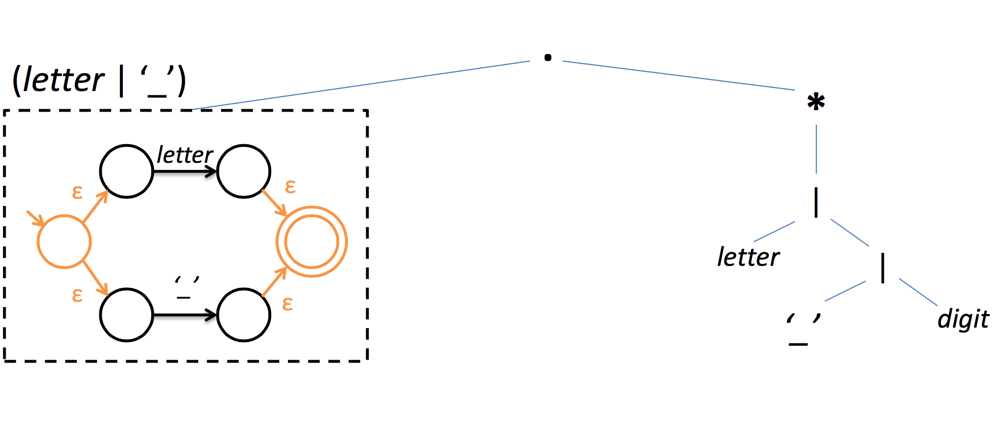 .
(letter | ‘_’)
*
letter
ε
ε
|
letter
|
‘_’
ε
ε
‘_’
digit